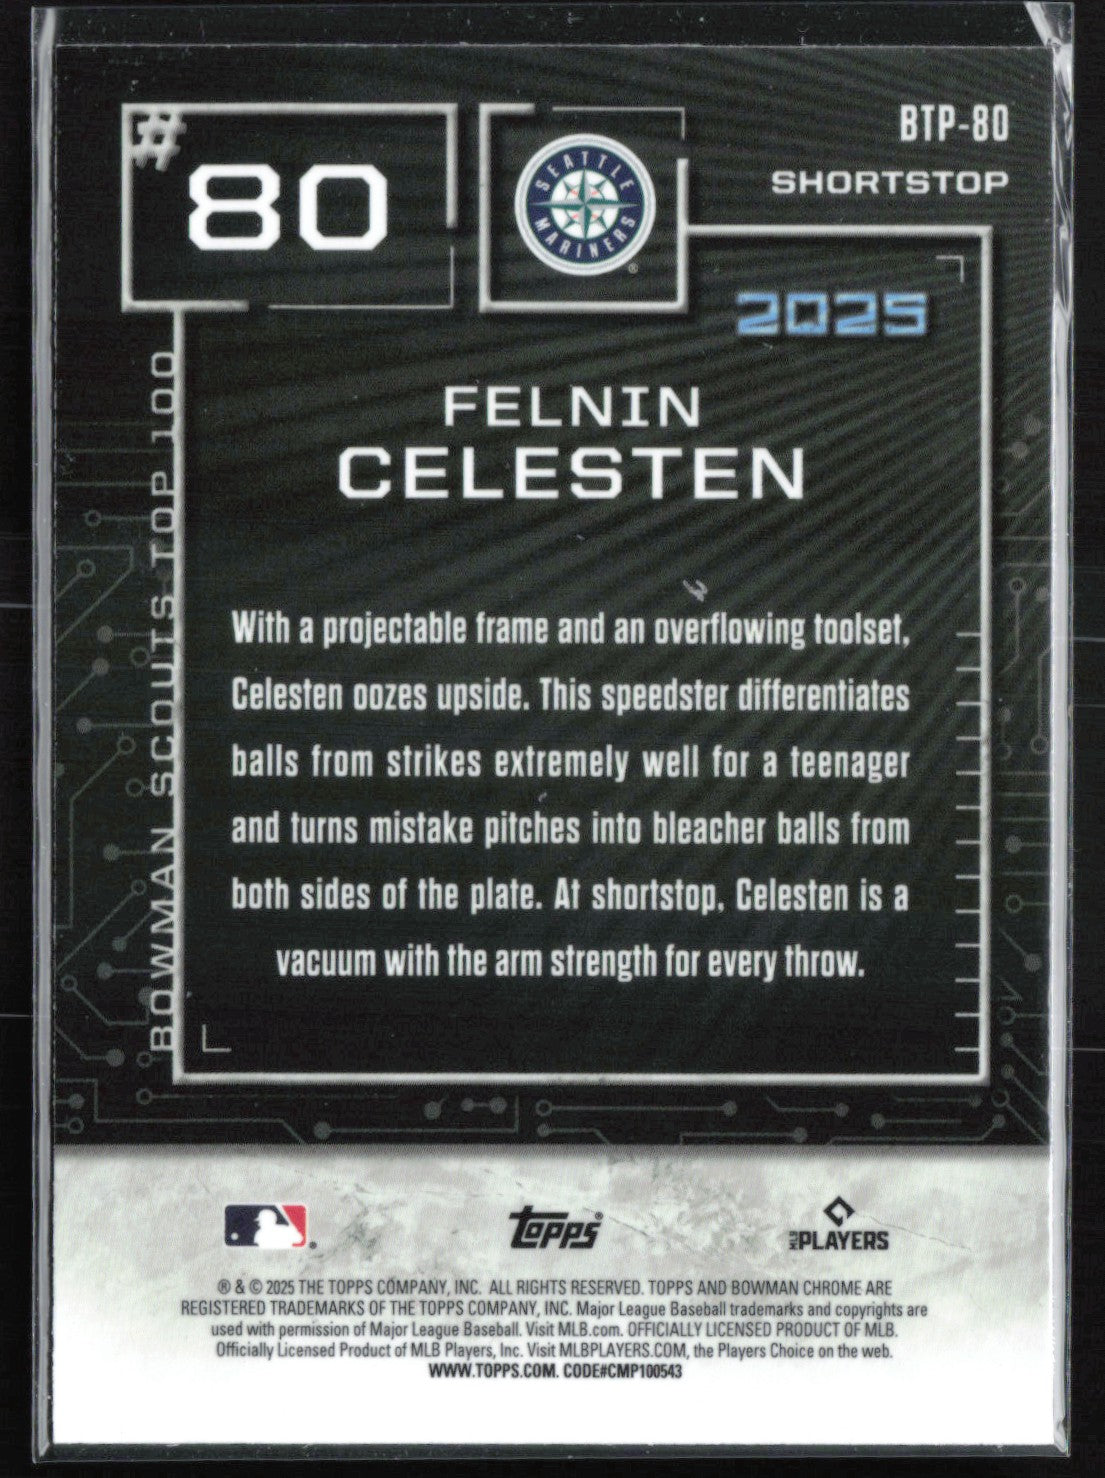 BTP-80
SHORTSTOP
#
80
SEATTLE
MARINERS
®
2025
FELNIN
CELESTEN
BOWMAN SCOUTS TOP 100
With a projectable frame and an overflowing toolset,
Celesten oozes upside. This speedster differentiates
balls from strikes extremely well for a teenager
and turns mistake pitches into bleacher balls from
both sides of the plate. At shortstop, Celesten is a
vacuum with the arm strength for every throw.
topps®
MLB PLAYERS
® & © 2025 THE TOPPS COMPANY, INC. ALL RIGHTS RESERVED. TOPPS AND BOWMAN CHROME ARE
REGISTERED TRADEMARKS OF THE TOPPS COMPANY, INC. Major League Baseball trademarks and copyrights are
used with permission of Major League Baseball. Visit MLB.com. OFFICIALLY LICENSED PRODUCT OF MLB.
Officially Licensed Product of MLB Players, Inc. Visit MLBPLAYERS.COM, the Players Choice on the web.
WWW.TOPPS.COM. CODE#CMP100543